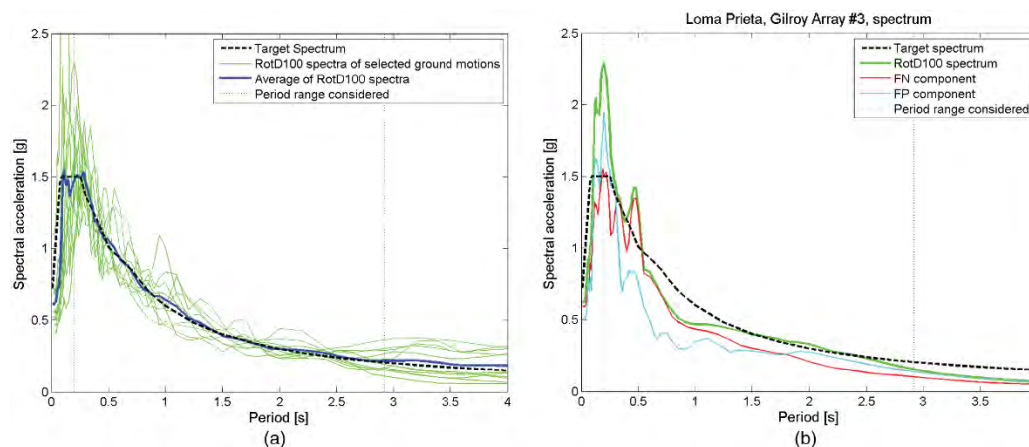 2.5
2
1.5
1
0.5
0
Spectral acceleration [g]
Target Spectrum
RotD100 spectra of selected ground motions
Average of RotD100 spectra
Period range considered
0 0.5 1 1.5 2 2.5 3 3.5 4
Period [s]
(a)
Loma Prieta, Gilroy Array #3, spectrum
2.5
2
1.5
1
0.5
0
Spectral acceleration [g]
Target spectrum
RotD100 spectrum
FN component
FP component
Period range considered
0 0.5 1 1.5 2 2.5 3 3.5 4
Period [s]
(b)